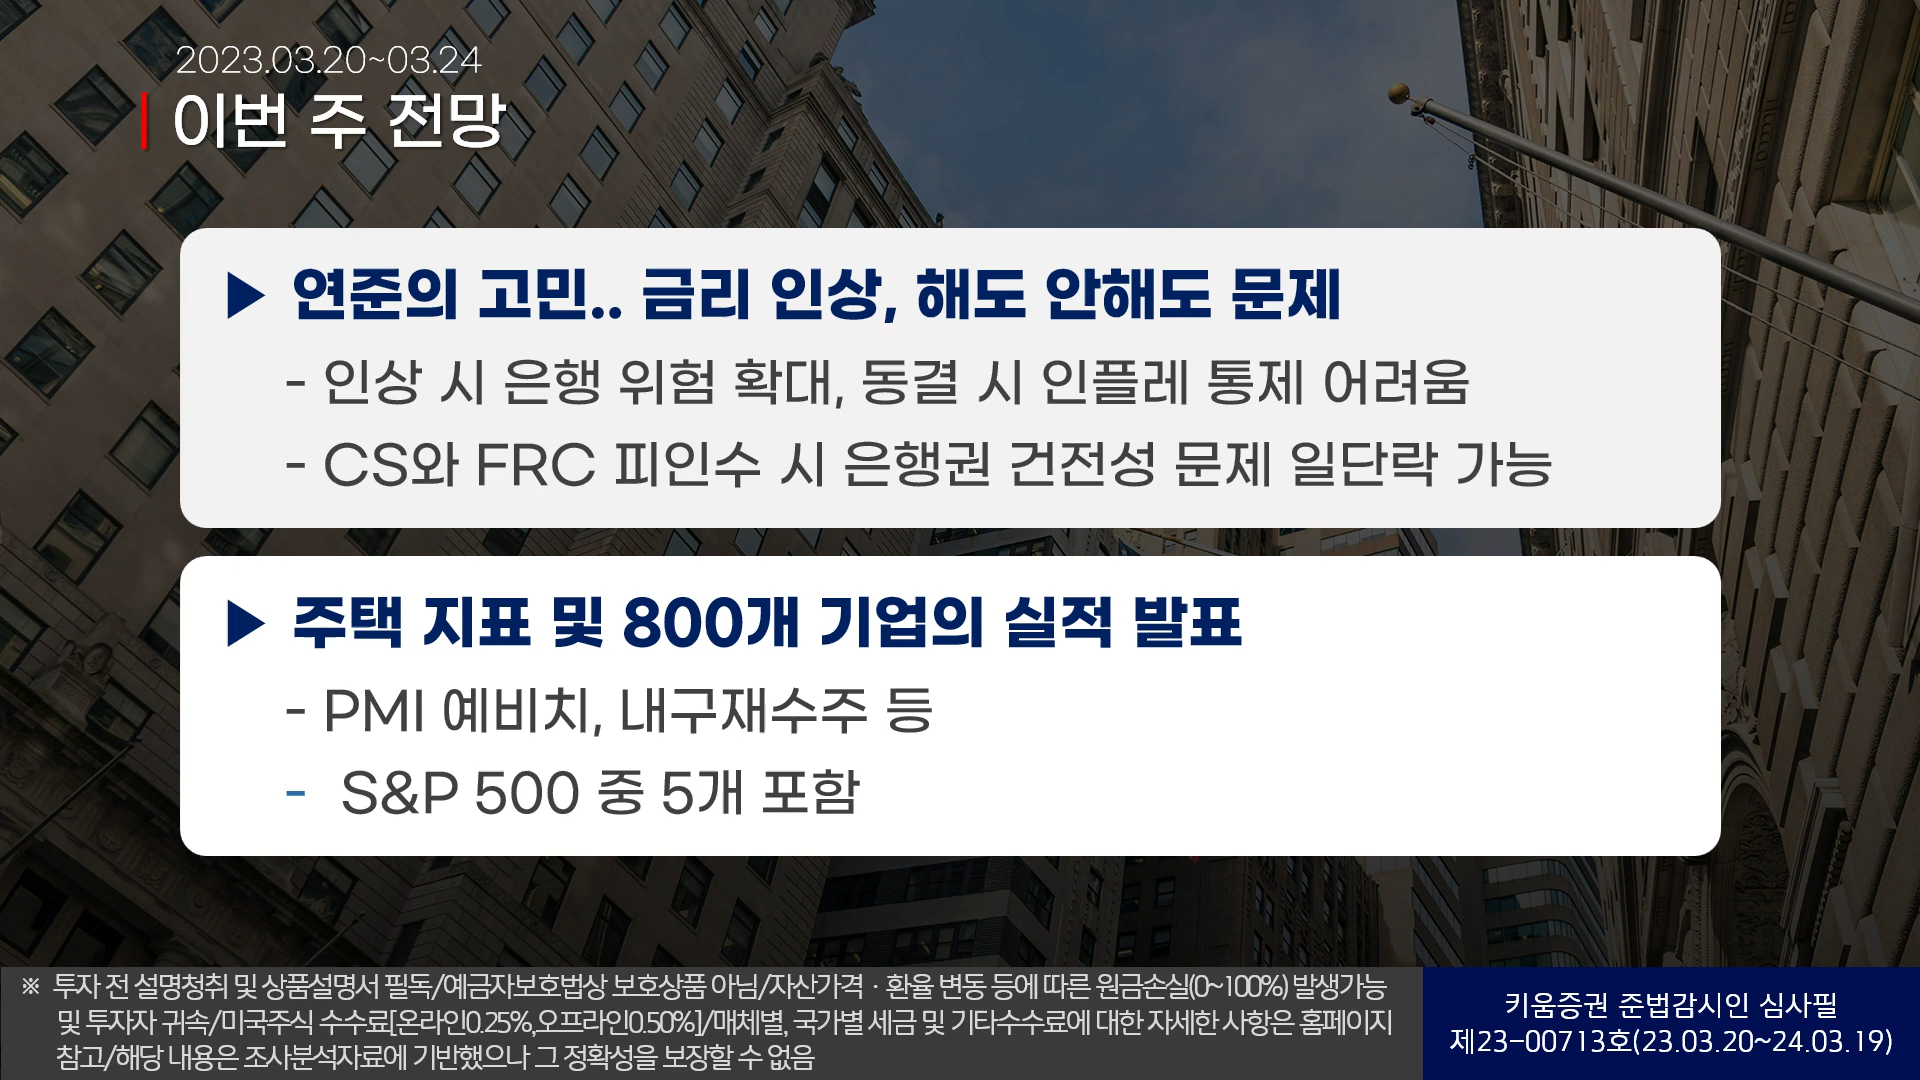 2023.03.20~03.24
이번 주 전망
▶ 연준의 고민.. 금리 인상, 해도 안해도 문제
- 인상 시 은행 위험 확대, 동결 시 인플레 통제 어려움
- CS와 FRC 피인수 시 은행권 건전성 문제 일단락 가능
▶ 주택 지표 및 800개 기업의 실적 발표
- PMI 예비치, 내구재수주 등
- S&P 500 중 5개 포함
※ 투자 전 설명청취 및 상품설명서 필독/예금자보호법상 보호상품 아님/자산가격 · 환율 변동 등에 따른 원금손실(0~100%) 발생가능
및 투자자 귀속/미국주식 수수료[온라인0.25%,오프라인0.50%]/매체별, 국가별 세금 및 기타수수료에 대한 자세한 사항은 홈페이지
참고/해당 내용은 조사분석자료에 기반했으나 그 정확성을 보장할 수 없음
키움증권 준법감시인 심사필
제23-00713호(23.03.20~24.03.19)